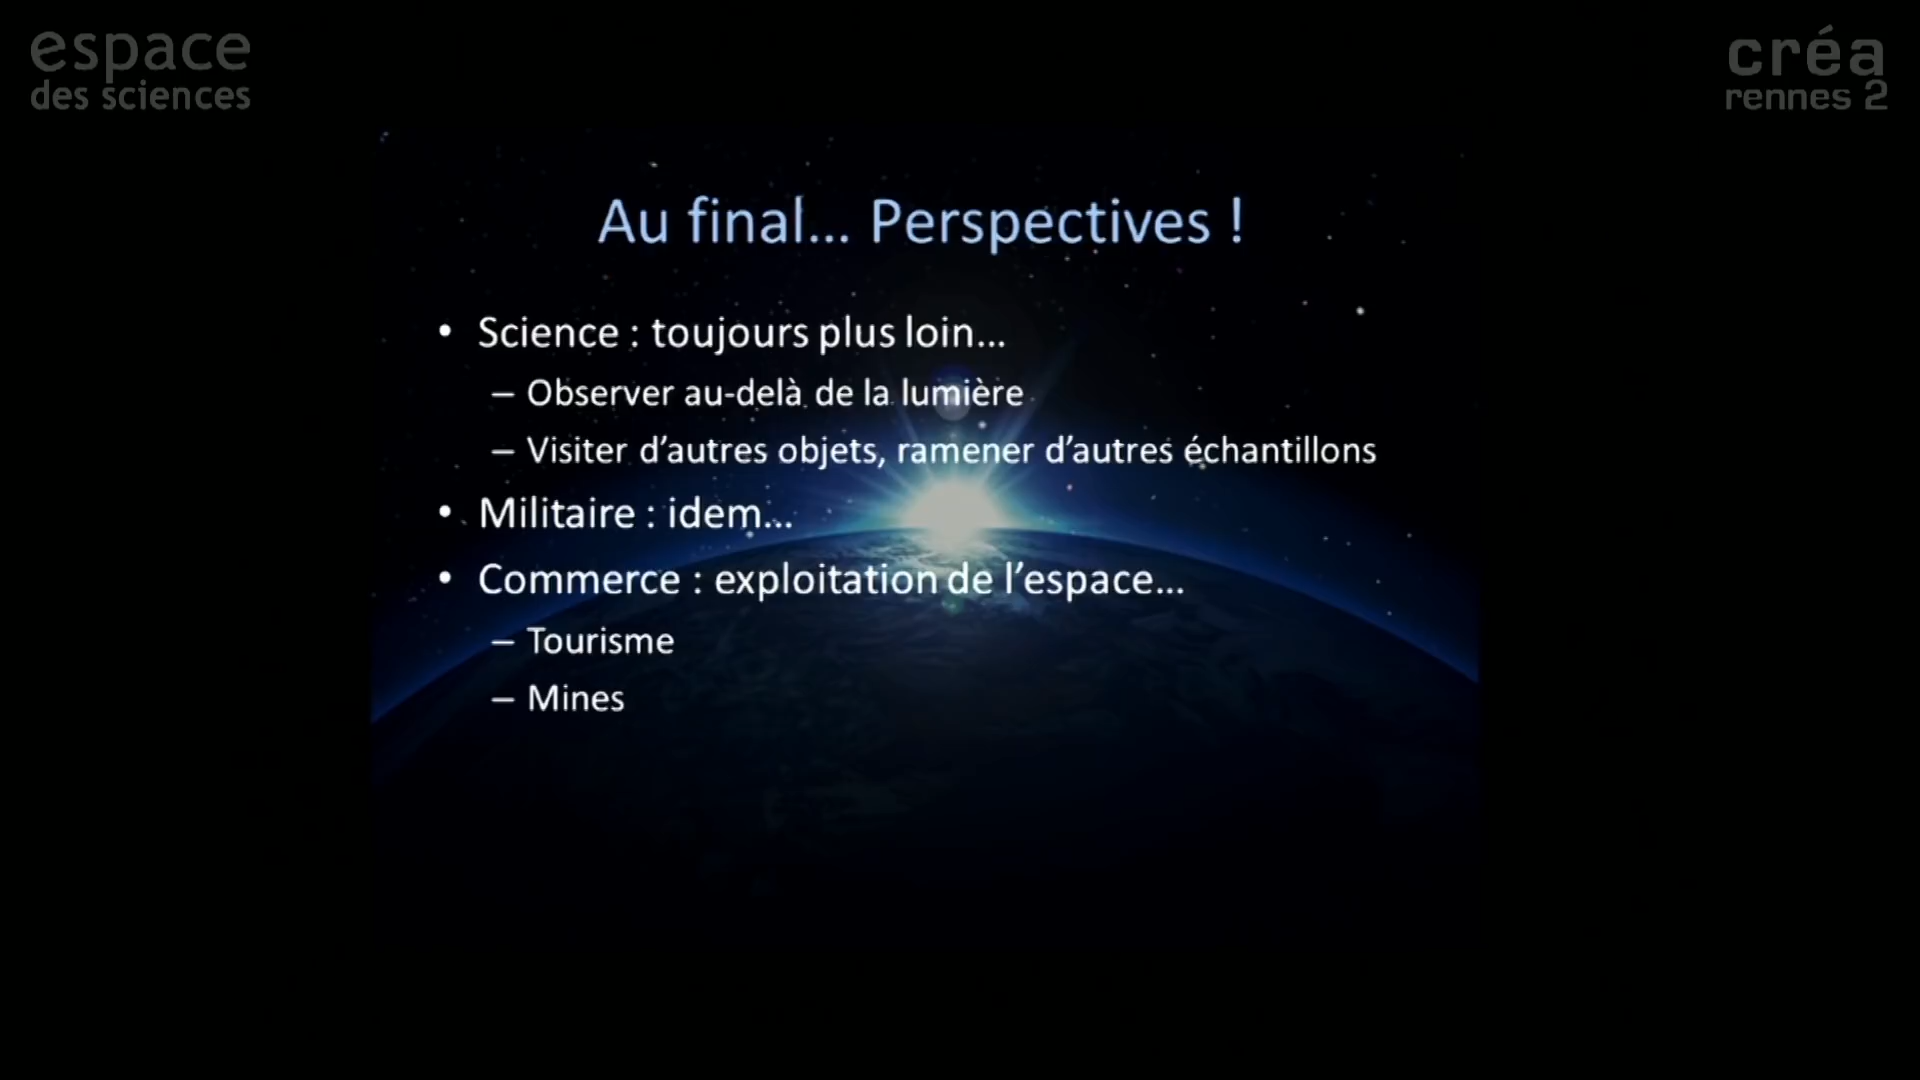 espace
des sciences
créa
rennes 2
Au final... Perspectives !
• Science : toujours plus loin...
– Observer au-delà de la lumière
– Visiter d’autres objets, ramener d’autres échantillons
• Militaire : idem...
• Commerce : exploitation de l’espace...
– Tourisme
– Mines